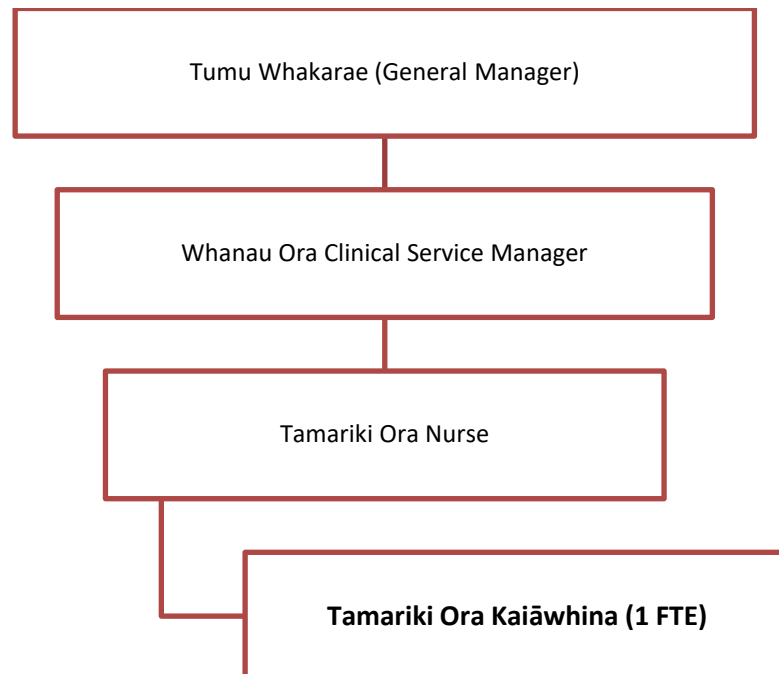 Tumu Whakarae (General Manager)
Whanau Ora Clinical Service Manager
Tamariki Ora Nurse
Tamariki Ora Kaiāwhina (1 FTE)